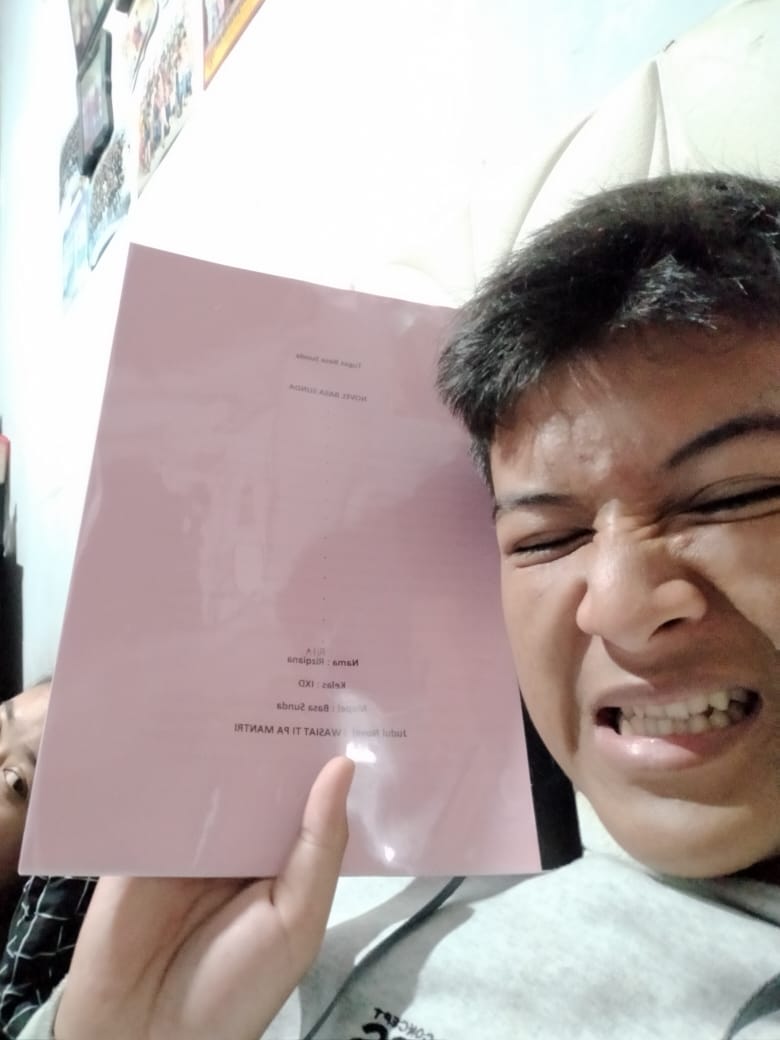 Tugas Basa Sunda
NOVEL BASA SUNDA
Nama : Rizqiana
Kelas : IXD
Mapel : Basa Sunda
Judul Novel : WASIAT TI PA MANTRI
CONCEPT